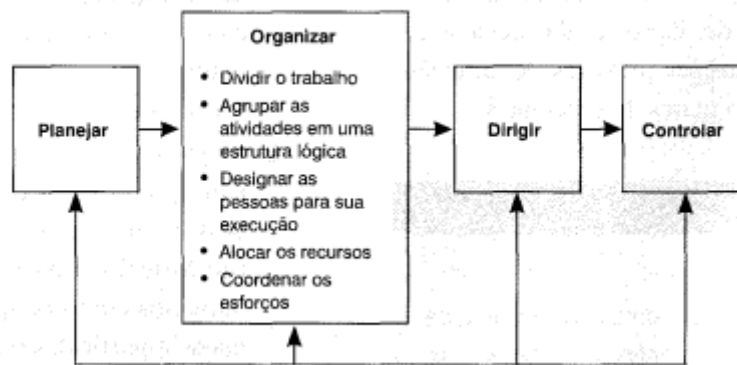 Planejar
Organizar
• Dividir o trabalho
• Agrupar as
atividades em uma
estrutura lógica
• Designar as
pessoas para sua
execução
• Alocar os recursos
• Coordenar os
esforços
Dirigir
Controlar